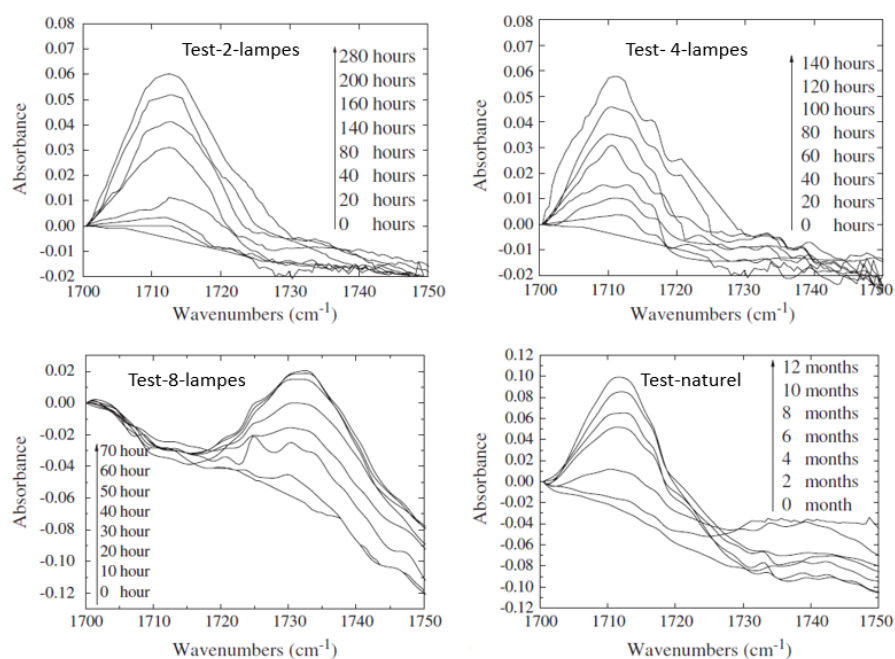 Test-2-lampes
0.08
0.07
0.06
0.05
0.04
0.03
0.02
0.01
0.00
-0.01
-0.02
Absorbance
280 hours
200 hours
160 hours
140 hours
80 hours
40 hours
20 hours
0 hours
1700 1710 1720 1730 1740 1750
Wavenumbers (cm⁻¹)
Test- 4-lampes
0.08
0.07
0.06
0.05
0.04
0.03
0.02
0.01
0.00
-0.01
-0.02
Absorbance
140 hours
120 hours
100 hours
80 hours
60 hours
40 hours
20 hours
0 hours
1700 1710 1720 1730 1740 1750
Wavenumbers (cm⁻¹)
Test-8-lampes
0.02
0.00
-0.02
-0.04
-0.06
-0.08
-0.10
-0.12
Absorbance
70 hour
60 hour
50 hour
40 hour
30 hour
20 hour
10 hour
0 hour
1700 1710 1720 1730 1740 1750
Wavenumbers (cm⁻¹)
Test-naturel
0.12
0.10
0.08
0.06
0.04
0.02
0.00
-0.02
-0.04
-0.06
-0.08
-0.10
-0.12
Absorbance
12 months
10 months
8 months
6 months
4 months
2 months
0 month
1700 1710 1720 1730 1740 1750
Wavenumbers (cm⁻¹)